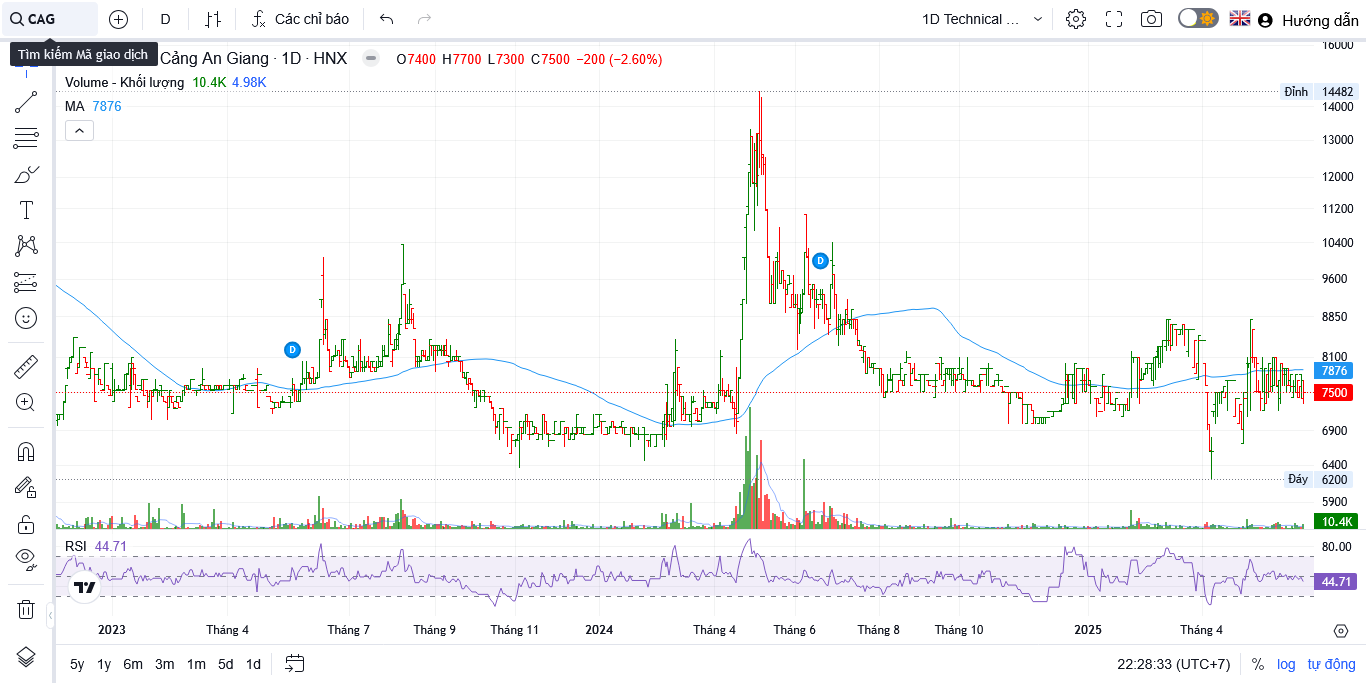 CAG
D
Các chỉ báo
1D Technical ...
Hướng dẫn
Tìm kiếm Mã giao dịch
Cảng An Giang · 1D · HNX
O7400 H7700 L7300 C7500 −200 (−2.60%)
Volume - Khối lượng 10.4K 4.98K
MA 7876
16000
Đỉnh 14482
14000
13000
12000
11200
10400
D
9600
8850
D
8100
7876
7500
6900
6400
Đáy 6200
5900
10.4K
RSI 44.71
80.00
44.71
2023 Tháng 4 Tháng 7 Tháng 9 Tháng 11 2024 Tháng 4 Tháng 6 Tháng 8 Tháng 10 2025 Tháng 4
5y 1y 6m 3m 1m 5d 1d
22:28:33 (UTC+7) % log tự động